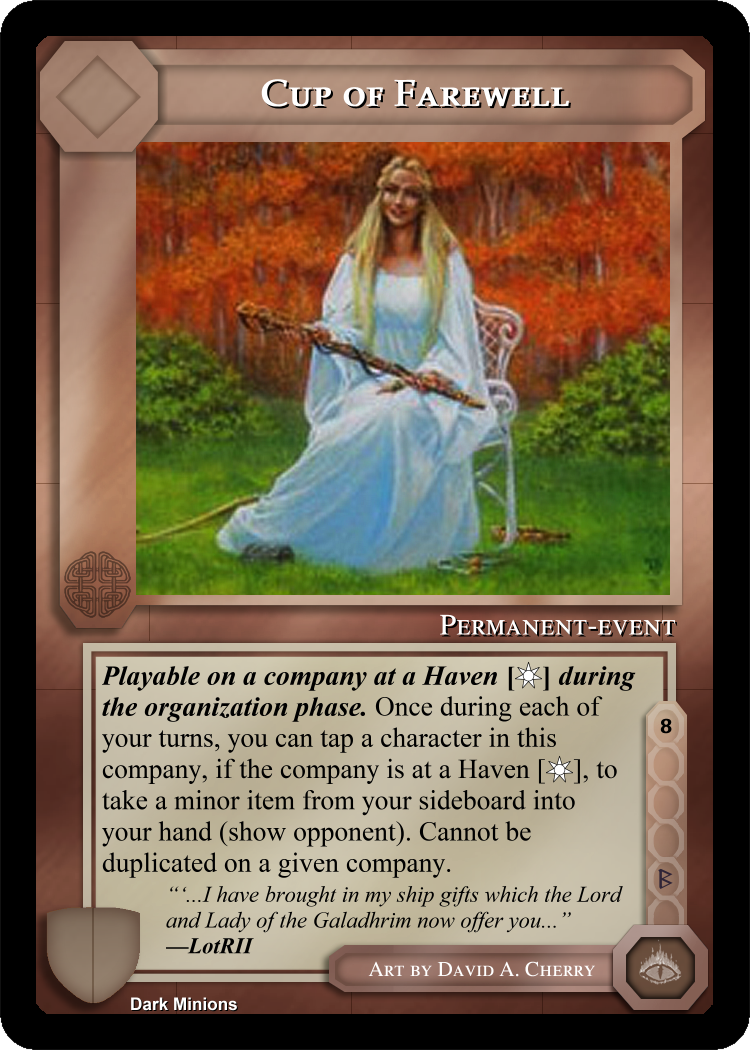 Cup of Farewell
Permanent-event
Playable on a company at a Haven [☼] during
the organization phase. Once during each of
your turns, you can tap a character in this
company, if the company is at a Haven [☼], to
take a minor item from your sideboard into
your hand (show opponent). Cannot be
duplicated on a given company.
“‘...I have brought in my ship gifts which the Lord
and Lady of the Galadhrim now offer you...”
—LotRII
8
ᛒ
Art by David A. Cherry
Dark Minions